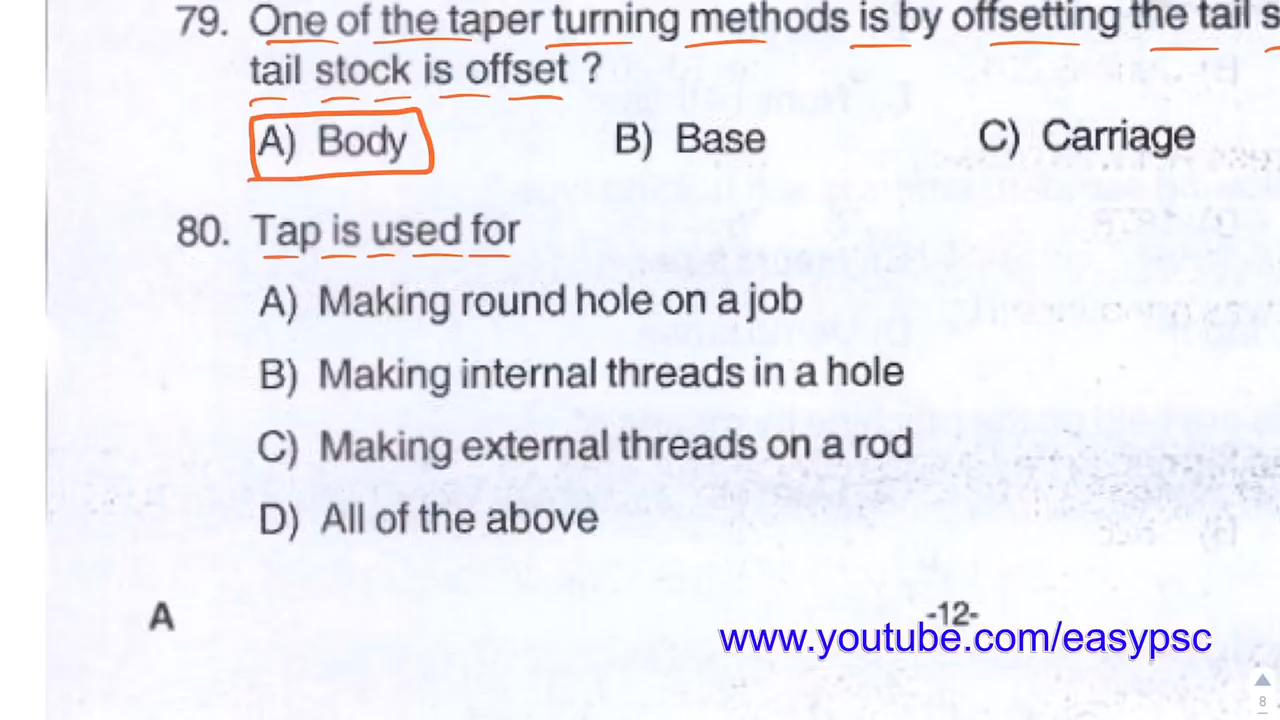 79. One of the taper turning methods is by offsetting the tail s
tail stock is offset ?
A) Body B) Base C) Carriage
80. Tap is used for
A) Making round hole on a job
B) Making internal threads in a hole
C) Making external threads on a rod
D) All of the above
A -12-
www.youtube.com/easypsc
8